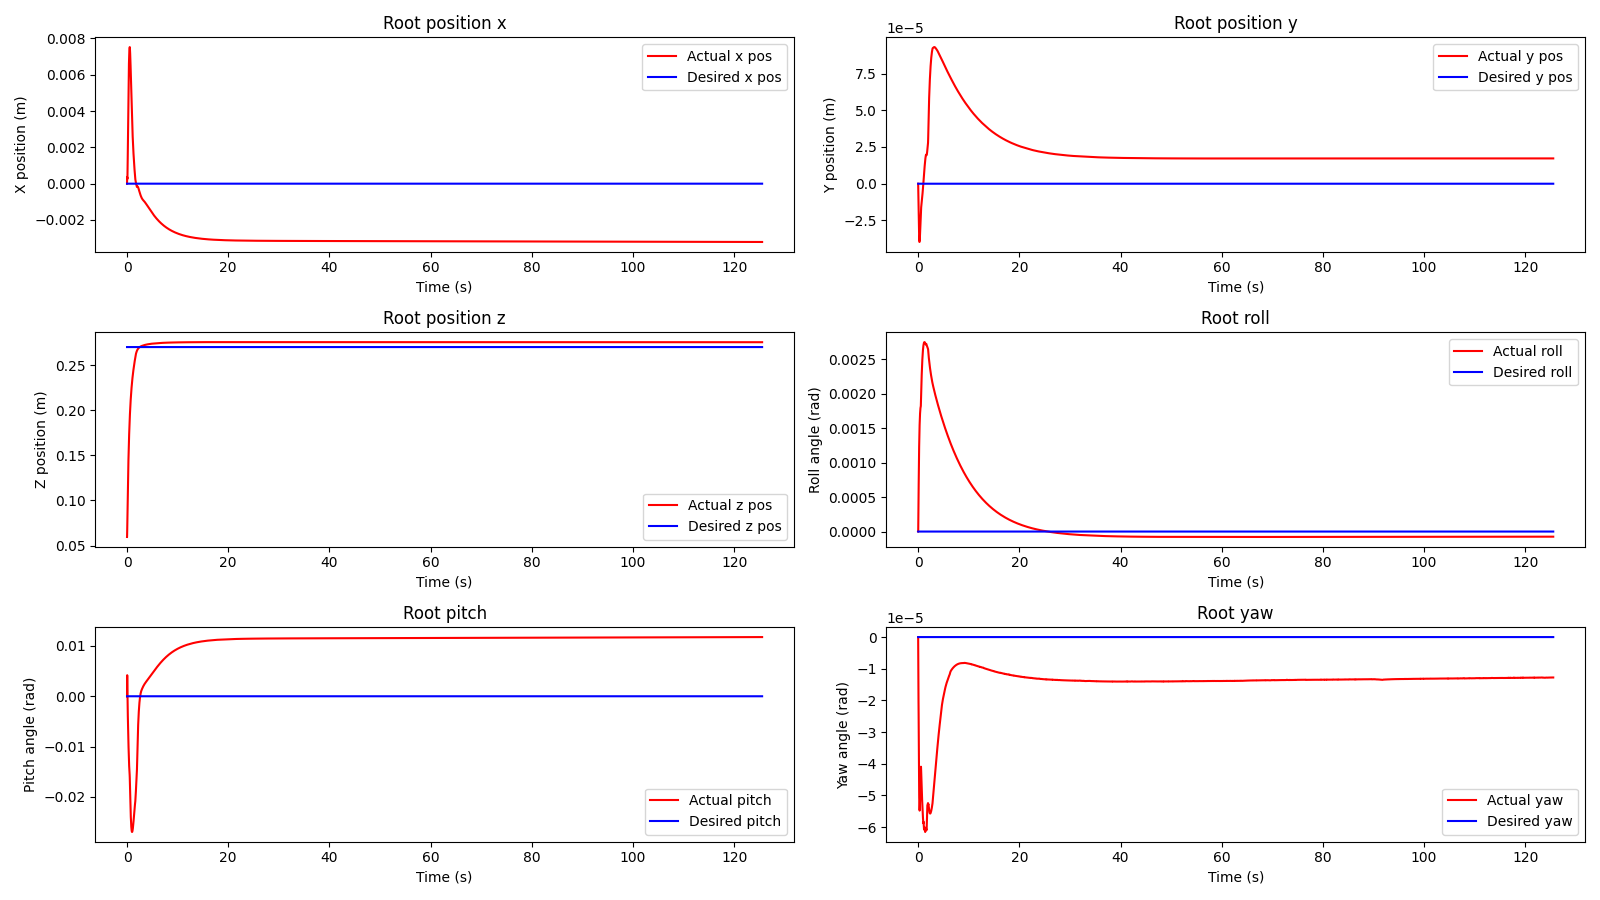 Root position x
0.008
0.006
0.004
0.002
0.000
−0.002
X position (m)
Actual x pos
Desired x pos
0 20 40 60 80 100 120
Time (s)
Root position y
1e−5
7.5
5.0
2.5
0.0
−2.5
Y position (m)
Actual y pos
Desired y pos
0 20 40 60 80 100 120
Time (s)
Root position z
0.25
0.20
0.15
0.10
0.05
Z position (m)
Actual z pos
Desired z pos
0 20 40 60 80 100 120
Time (s)
Root roll
0.0025
0.0020
0.0015
0.0010
0.0005
0.0000
Roll angle (rad)
Actual roll
Desired roll
0 20 40 60 80 100 120
Time (s)
Root pitch
0.01
0.00
−0.01
−0.02
Pitch angle (rad)
Actual pitch
Desired pitch
0 20 40 60 80 100 120
Time (s)
Root yaw
1e−5
0
−1
−2
−3
−4
−5
−6
Yaw angle (rad)
Actual yaw
Desired yaw
0 20 40 60 80 100 120
Time (s)